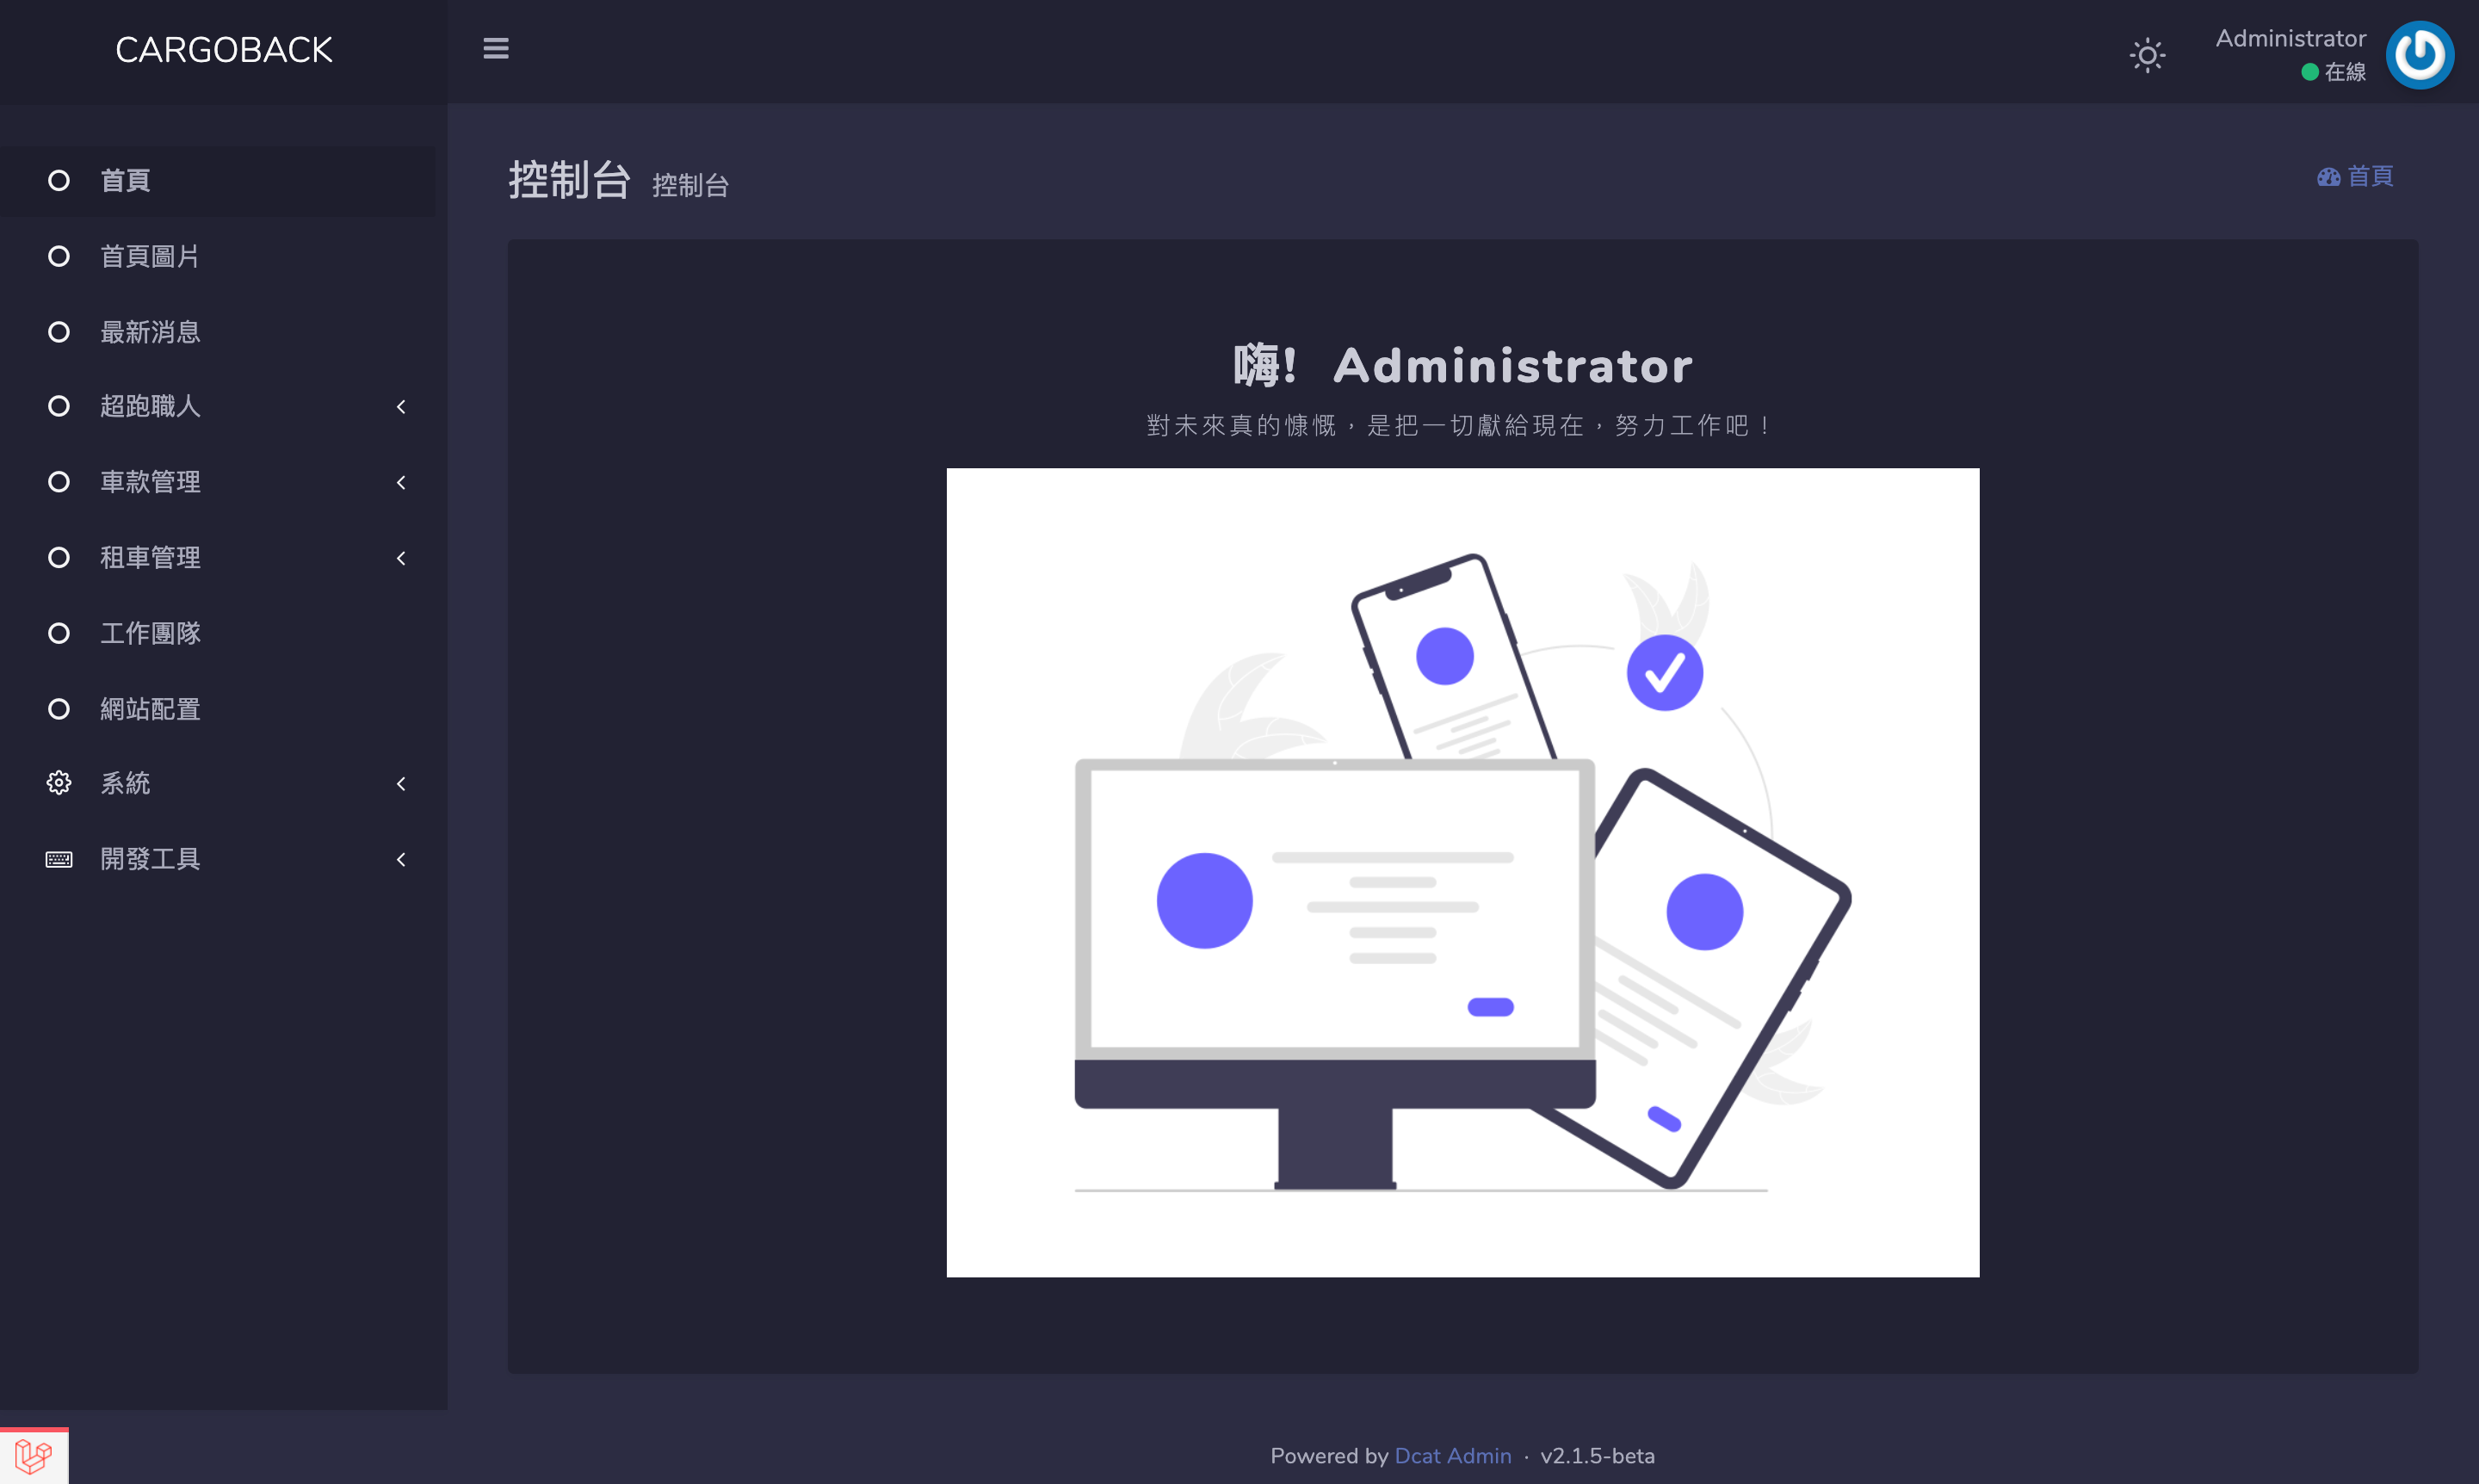 CARGOBACK
Administrator
在線
首頁
首頁圖片
最新消息
超跑職人
車款管理
租車管理
工作團隊
網站配置
系統
開發工具
控制台 控制台
首頁
嗨! Administrator
對未來真的慷慨，是把一切獻給現在，努力工作吧！
Powered by Dcat Admin · v2.1.5-beta